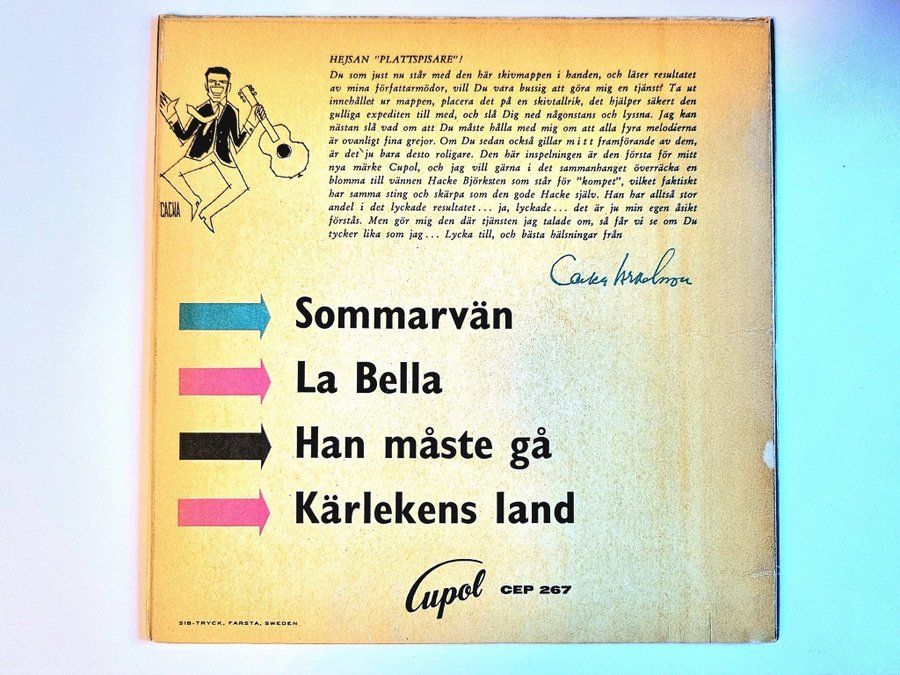 HEJSAN "PLATTSPISARE"!
Du som just nu står med den här skivmappen i handen, och läser resultatet
av mina författarmödor, vill Du vara bussig att göra mig en tjänst? Ta ut
innehållet ur mappen, placera det på en skivtallrik, det hjälper säkert den
gulliga expediten till med, och slå Dig ned någonstans och lyssna. Jag kan
nästan slå vad om att Du måste hålla med mig om att alla fyra melodierna
är ovanligt fina grejor. Om Du sedan också gillar mitt framförande av dem,
är det ju bara desto roligare. Den här inspelningen är den första för mitt
nya märke Cupol, och jag vill gärna i det sammanhanget överräcka en
blomma till vännen Hacke Björksten som står för "kompet", vilket faktiskt
har samma sting och skärpa som den gode Hacke själv. Han har alltså stor
andel i det lyckade resultatet... ja, lyckade... det är ju min egen åsikt
förstås. Men gör mig den där tjänsten jag talade om, så får vi se om Du
tycker lika som jag... Lycka till, och bästa hälsningar från
CACHA
Cacka Israelsson
Sommarvän
La Bella
Han måste gå
Kärlekens land
Cupol CEP 267
SIB-TRYCK, FARSTA, SWEDEN